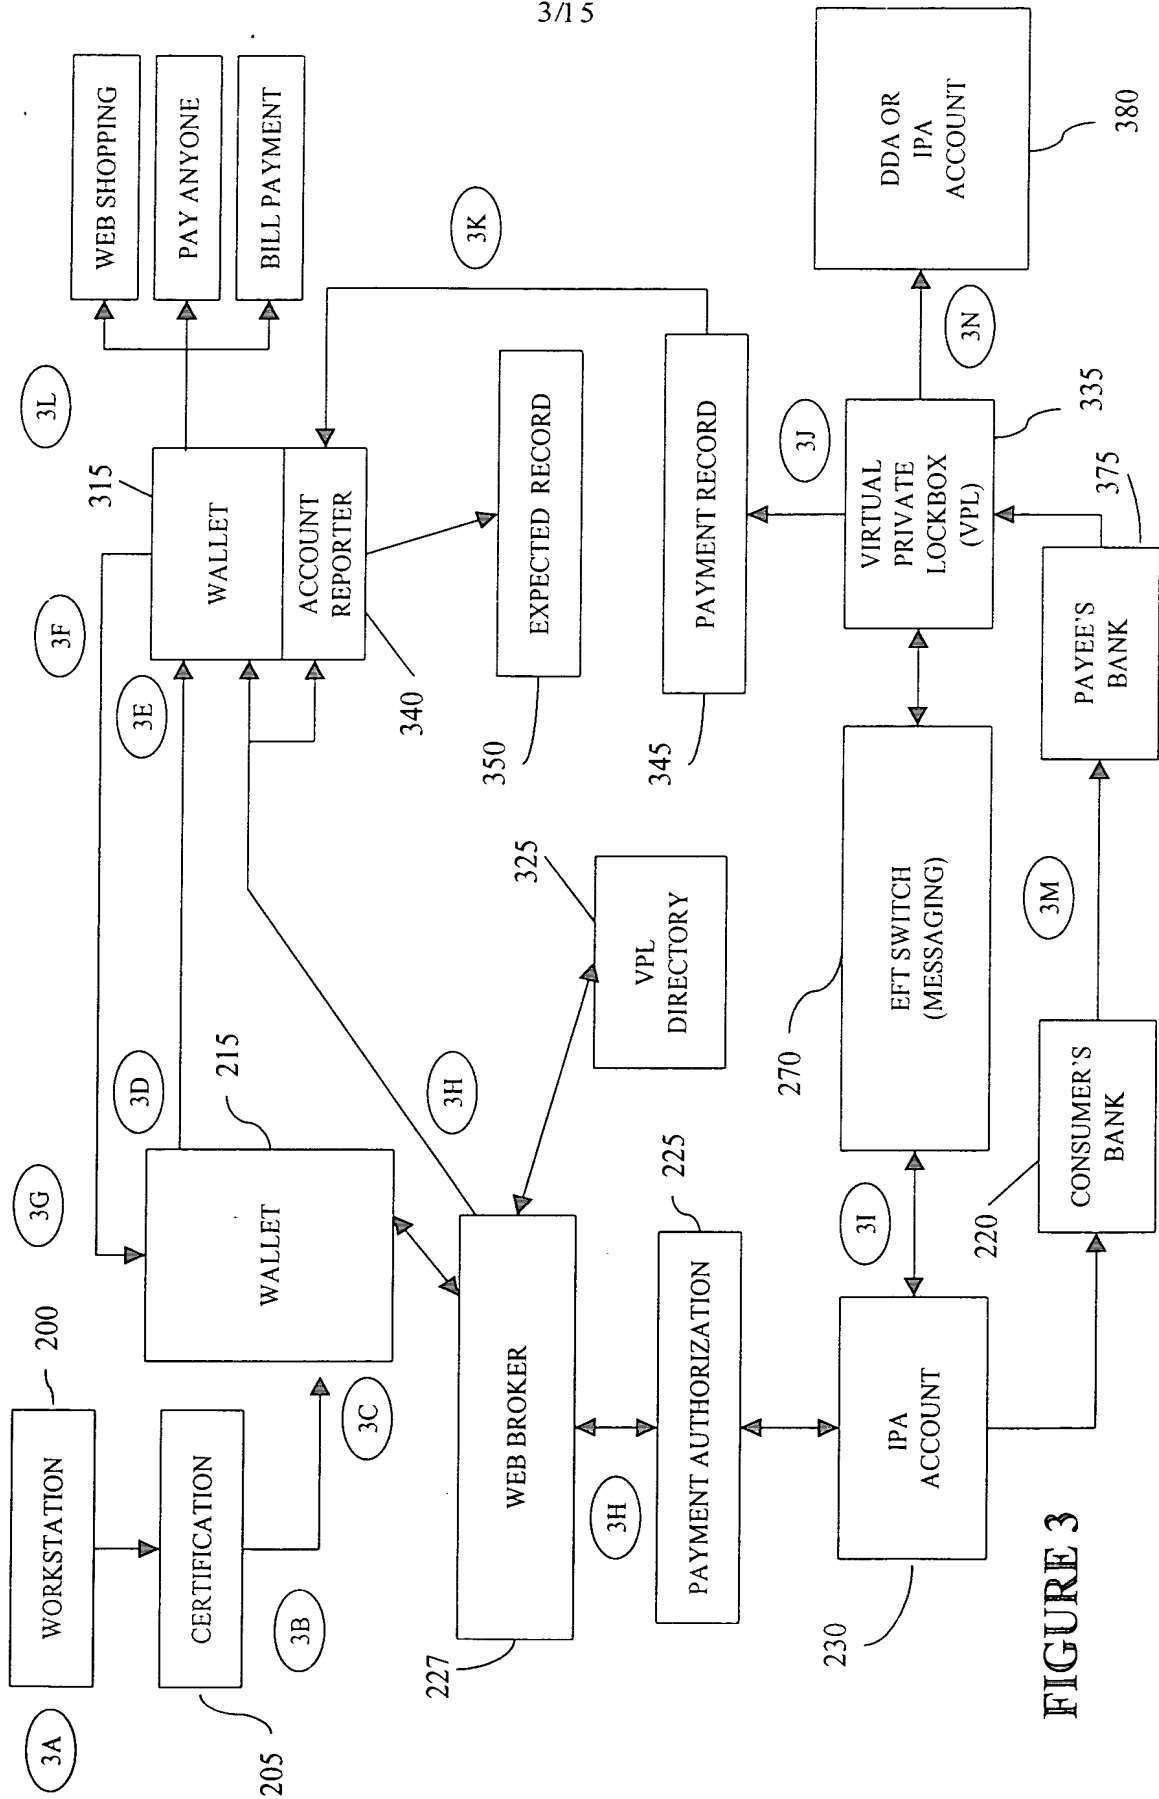 3/15
3A
WORKSTATION
200
205
CERTIFICATION
3B
3C
3G
3D
215
WALLET
3F
3E
315
WALLET
ACCOUNT
REPORTER
340
3L
WEB SHOPPING
PAY ANYONE
BILL PAYMENT
227
WEB BROKER
3H
325
VPL
DIRECTORY
350
EXPECTED RECORD
3K
3H
225
PAYMENT AUTHORIZATION
345
PAYMENT RECORD
3J
230
IPA
ACCOUNT
3I
270
EFT SWITCH
(MESSAGING)
VIRTUAL
PRIVATE
LOCKBOX
(VPL)
335
3N
DDA OR
IPA
ACCOUNT
380
220
CONSUMER'S
BANK
3M
PAYEE'S
BANK
375
FIGURE 3